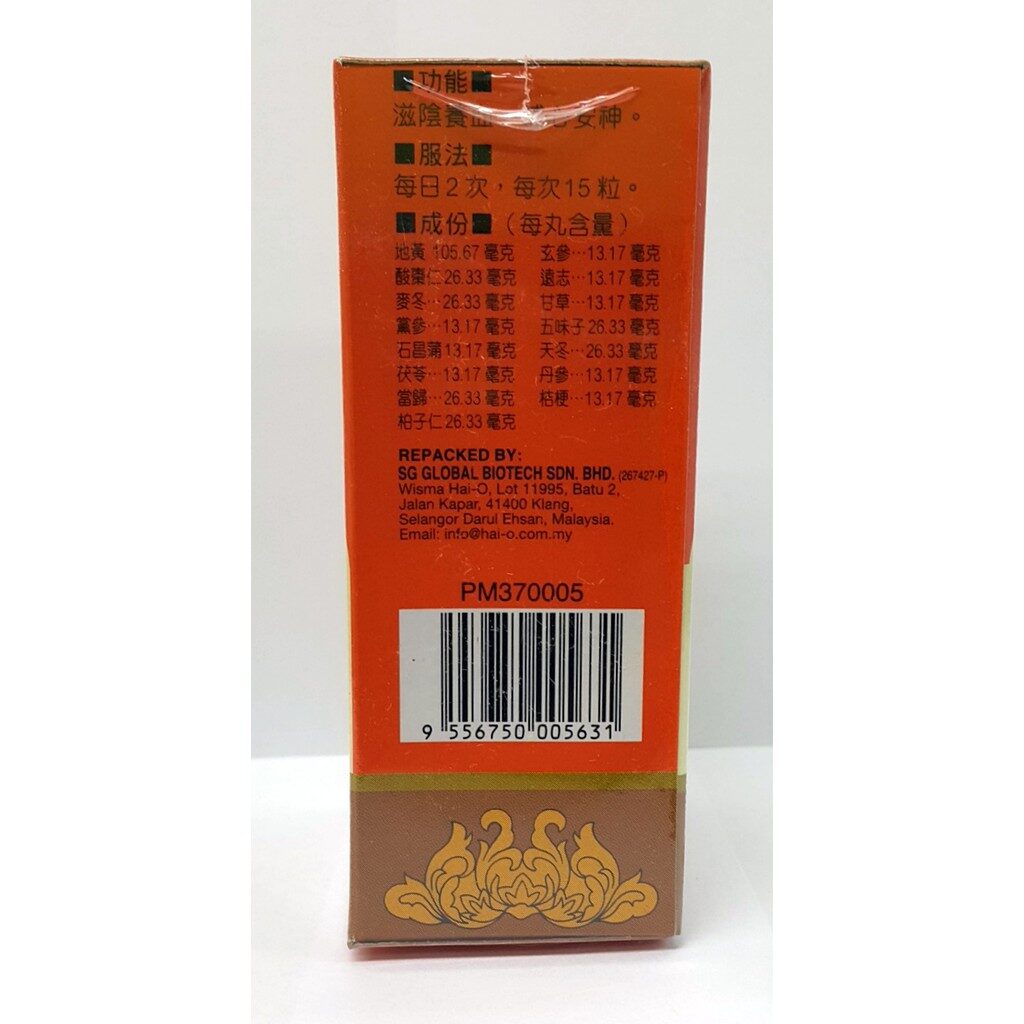 ■功能■
滋陰養血 安神。
■服法■
每日2次,每次15粒。
■成份■(每丸含量)
地黃 105.67 毫克 玄參…13.17 毫克
酸棗仁 26.33 毫克 遠志…13.17 毫克
麥冬…26.33 毫克 甘草…13.17 毫克
黨參…13.17 毫克 五味子 26.33 毫克
石昌蒲 13.17 毫克 天冬…26.33 毫克
茯苓…13.17 毫克 丹參…13.17 毫克
當歸…26.33 毫克 桔梗…13.17 毫克
柏子仁 26.33 毫克
REPACKED BY:
SG GLOBAL BIOTECH SDN. BHD. (267427-P)
Wisma Hai-O, Lot 11995, Batu 2,
Jalan Kapar, 41400 Klang,
Selangor Darul Ehsan, Malaysia.
Email: info@hai-o.com.my
PM370005
9 556750 005631